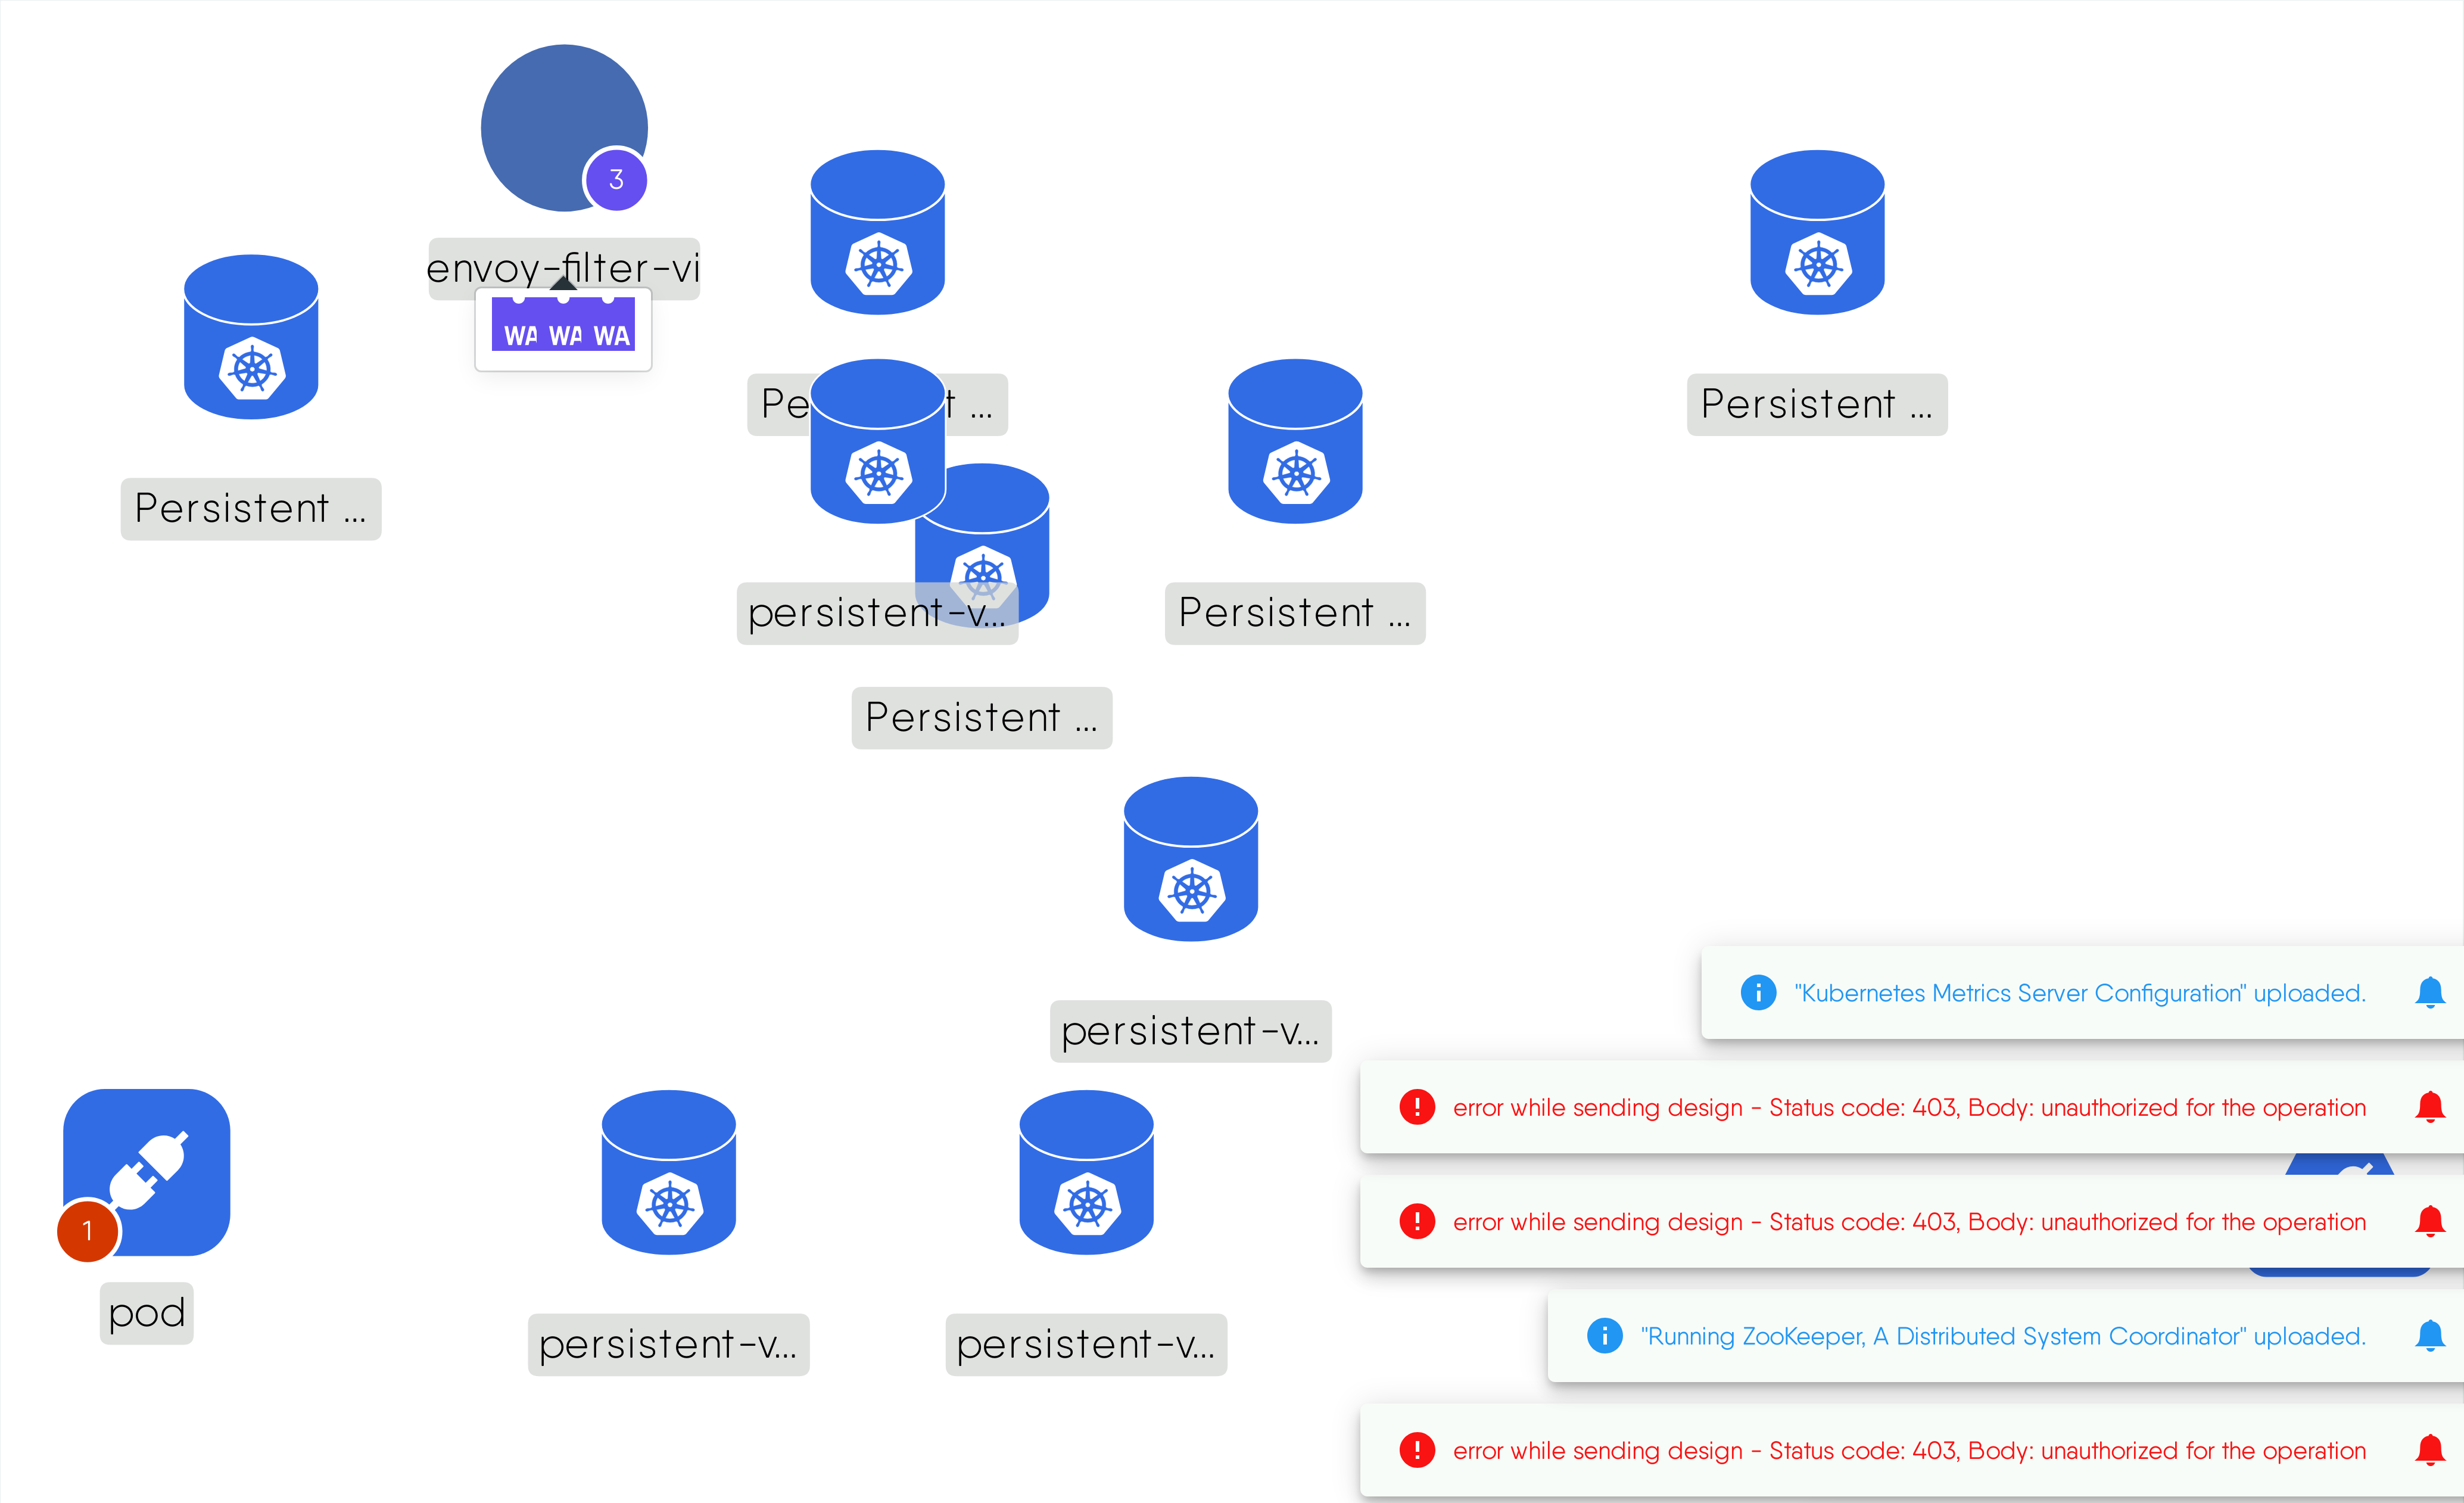 3
envoy-filter-vi
WA WA WA
Persistent ...
Persistent ...
Persistent ...
persistent-v...
Persistent ...
Persistent ...
persistent-v...
"Kubernetes Metrics Server Configuration" uploaded.
error while sending design - Status code: 403, Body: unauthorized for the operation
error while sending design - Status code: 403, Body: unauthorized for the operation
1
pod
persistent-v...
persistent-v...
"Running ZooKeeper, A Distributed System Coordinator" uploaded.
error while sending design - Status code: 403, Body: unauthorized for the operation